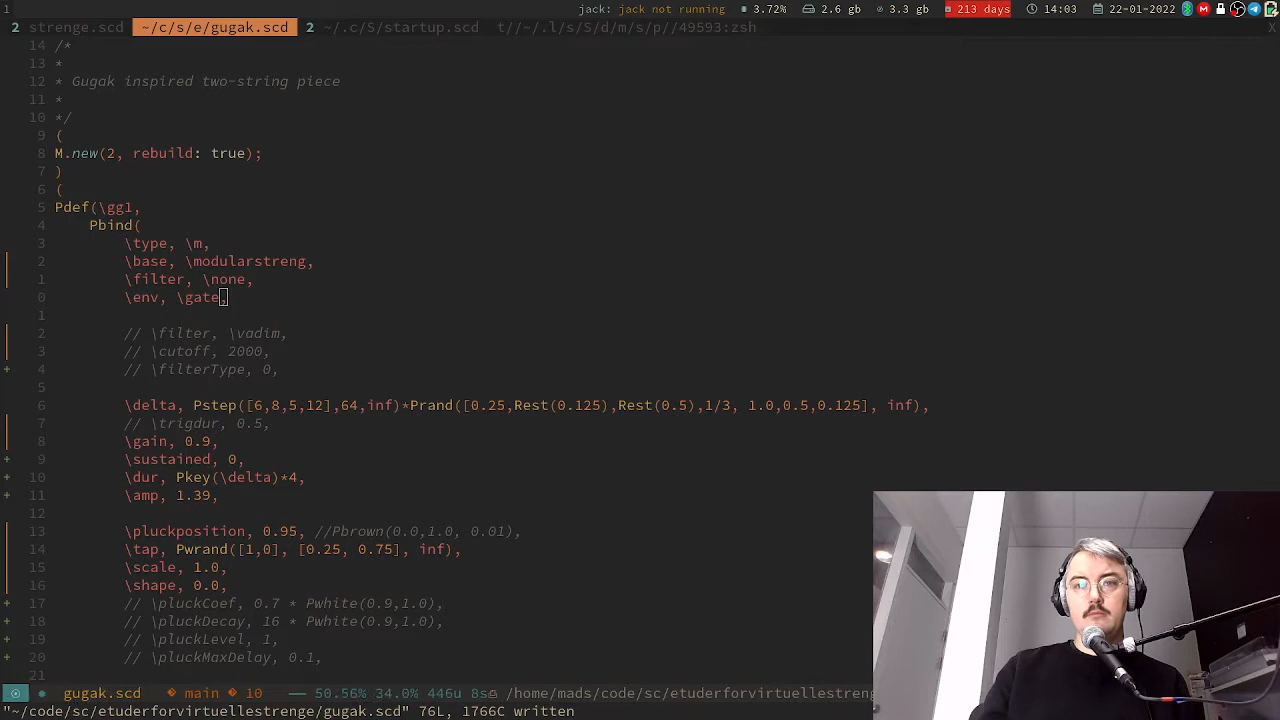 1 jack: jack not running 3.72% 2.6 gb 3.3 gb 213 days 14:03 22-01-2022
2 strenge.scd ~/c/s/e/gugak.scd 2 ~/.c/S/startup.scd t//~/.l/s/S/d/m/s/p//49593:zsh X
14 /*
13 *
12 * Gugak inspired two-string piece
11 *
10 */
9 (
8 M.new(2, rebuild: true);
7 )
6 (
5 Pdef(\gg1,
4 Pbind(
3 \type, \m,
2 \base, \modularstreng,
1 \filter, \none,
0 \env, \gate,
1
2 // \filter, \vadim,
3 // \cutoff, 2000,
4 // \filterType, 0,
5
6 \delta, Pstep([6,8,5,12],64,inf)*Prand([0.25,Rest(0.125),Rest(0.5),1/3, 1.0,0.5,0.125], inf),
7 // \trigdur, 0.5,
8 \gain, 0.9,
9 \sustained, 0,
10 \dur, Pkey(\delta)*4,
11 \amp, 1.39,
12
13 \pluckposition, 0.95, //Pbrown(0.0,1.0, 0.01),
14 \tap, Pwrand([1,0], [0.25, 0.75], inf),
15 \scale, 1.0,
16 \shape, 0.0,
17 // \pluckCoef, 0.7 * Pwhite(0.9,1.0),
18 // \pluckDecay, 16 * Pwhite(0.9,1.0),
19 // \pluckLevel, 1,
20 // \pluckMaxDelay, 0.1,
21
gugak.scd main 10 50.56% 34.0% 446u 8s /home/mads/code/sc/etuderforvirtuellestreng
"~/code/sc/etuderforvirtuellestrenge/gugak.scd" 76L, 1766C written